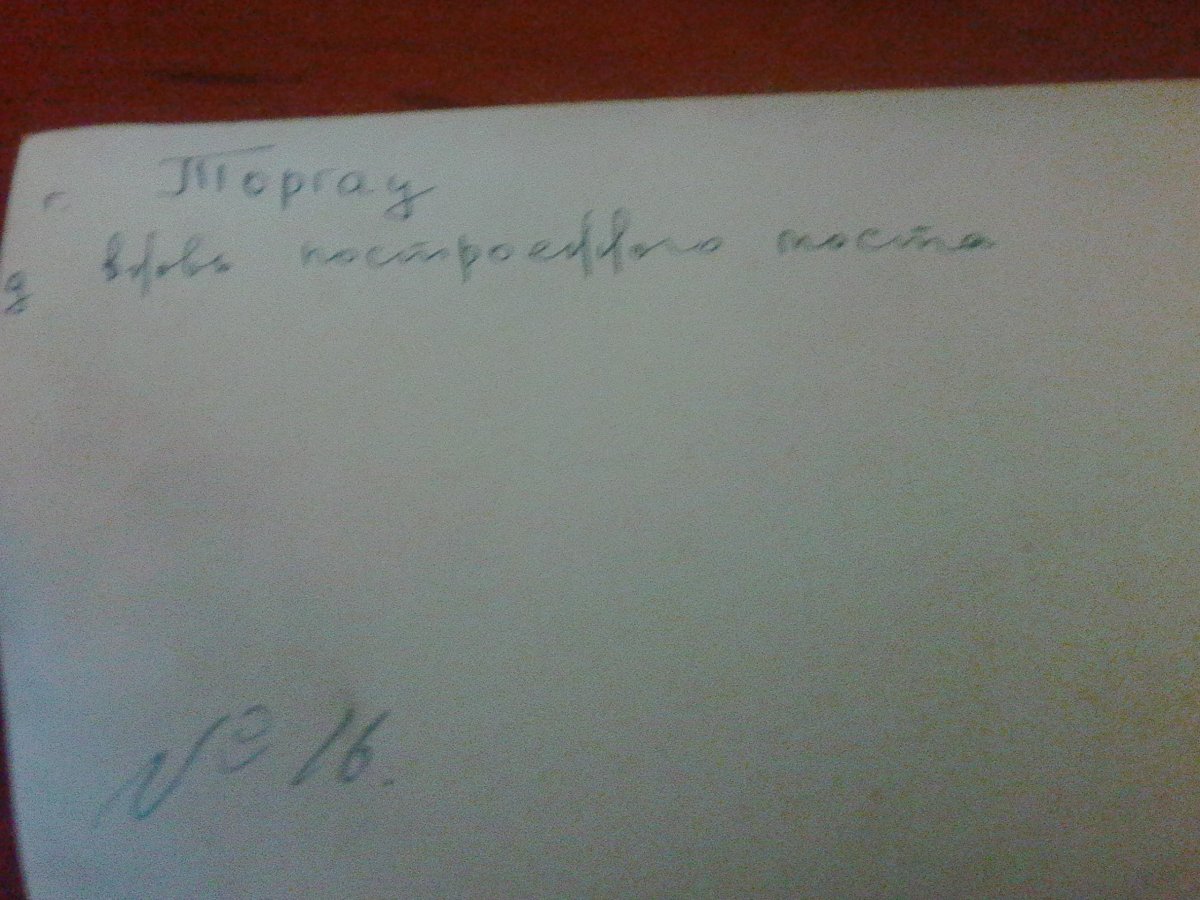 г. Торгау
у вновь построенного моста
№ 16.